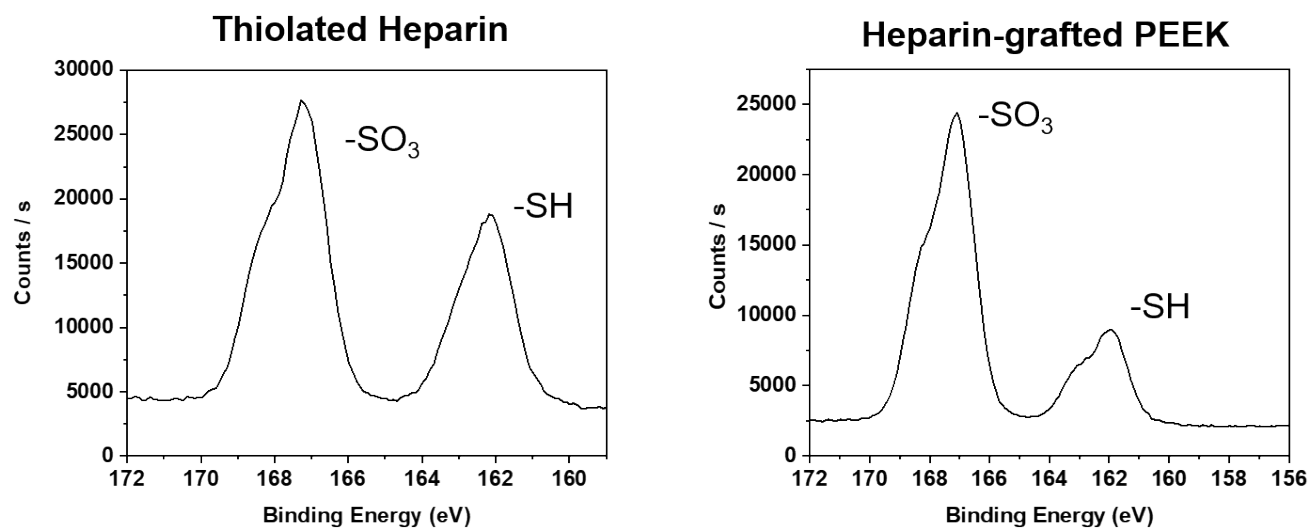 Thiolated Heparin
30000
25000
20000
15000
10000
5000
0
Counts / s
-SO₃
-SH
172 170 168 166 164 162 160
Binding Energy (eV)
Heparin-grafted PEEK
25000
20000
15000
10000
5000
0
Counts / s
-SO₃
-SH
172 170 168 166 164 162 160 158 156
Binding Energy (eV)